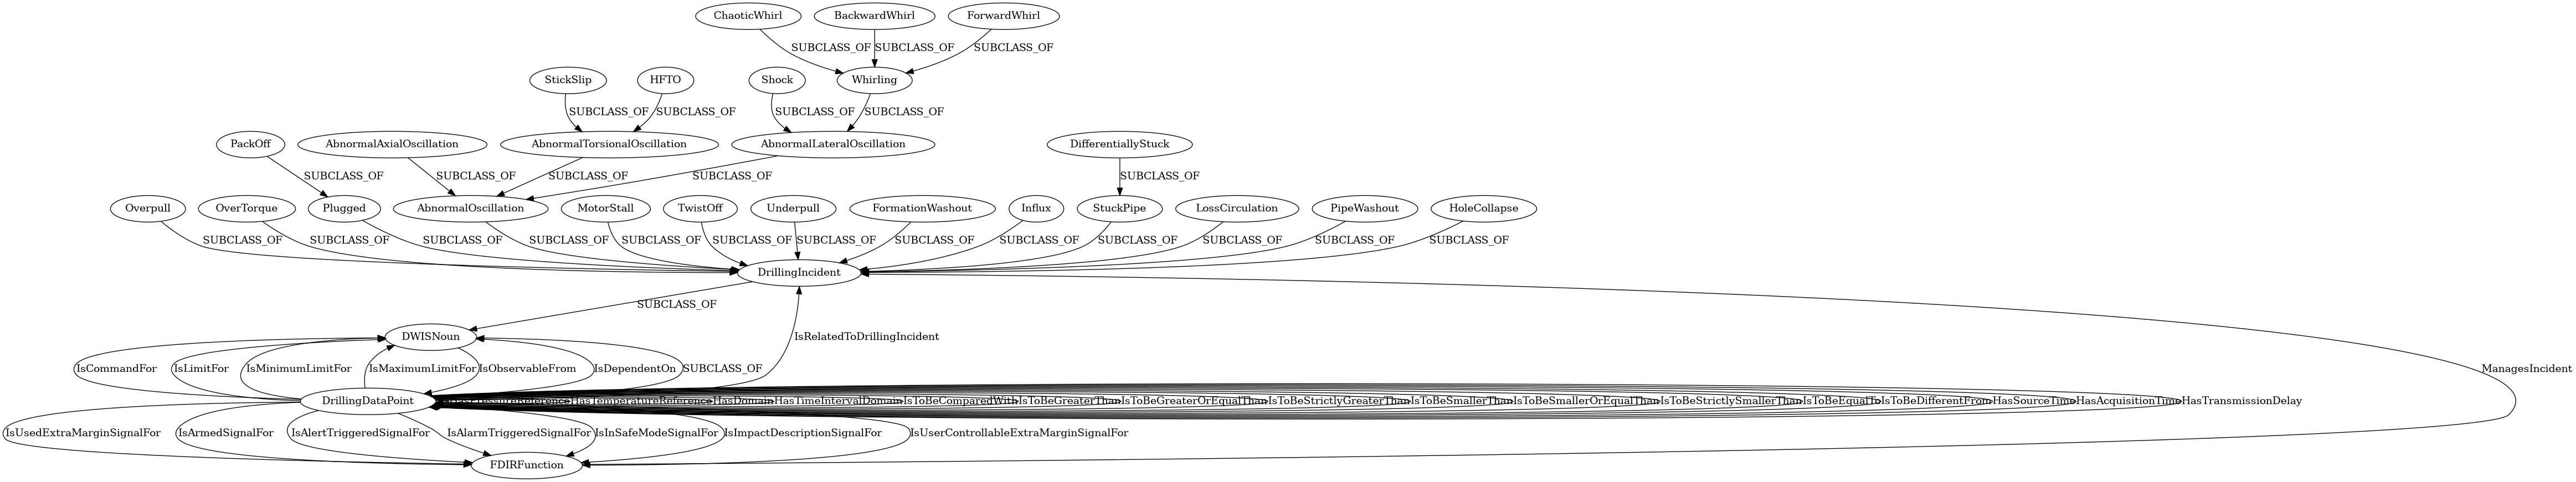 ChaoticWhirl BackwardWhirl ForwardWhirl
SUBCLASS_OF SUBCLASS_OF SUBCLASS_OF
StickSlip HFTO Shock Whirling
SUBCLASS_OF SUBCLASS_OF SUBCLASS_OF SUBCLASS_OF
PackOff AbnormalAxialOscillation AbnormalTorsionalOscillation AbnormalLateralOscillation DifferentiallyStuck
SUBCLASS_OF SUBCLASS_OF SUBCLASS_OF SUBCLASS_OF SUBCLASS_OF
Overpull OverTorque Plugged AbnormalOscillation MotorStall TwistOff Underpull FormationWashout Influx StuckPipe LossCirculation PipeWashout HoleCollapse
SUBCLASS_OF SUBCLASS_OF SUBCLASS_OF SUBCLASS_OF SUBCLASS_OF SUBCLASS_OF SUBCLASS_OF SUBCLASS_OF SUBCLASS_OF SUBCLASS_OF SUBCLASS_OF SUBCLASS_OF SUBCLASS_OF
DrillingIncident
SUBCLASS_OF
DWISNoun IsRelatedToDrillingIncident
IsCommandFor IsLimitFor IsMinimumLimitFor IsMaximumLimitFor IsObservableFrom IsDependentOn SUBCLASS_OF ManagesIncident
DrillingDataPoint HasPressureReference HasTemperatureReference HasDomain HasTimeIntervalDomain IsToBeComparedWith IsToBeGreaterThan IsToBeGreaterOrEqualThan IsToBeStrictlyGreaterThan IsToBeSmallerThan IsToBeSmallerOrEqualThan IsToBeStrictlySmallerThan IsToBeEqualTo IsToBeDifferentFrom HasSourceTime HasAcquisitionTime HasTransmissionDelay
IsUsedExtraMarginSignalFor IsArmedSignalFor IsAlertTriggeredSignalFor IsAlarmTriggeredSignalFor IsInSafeModeSignalFor IsImpactDescriptionSignalFor IsUserControllableExtraMarginSignalFor
FDIRFunction